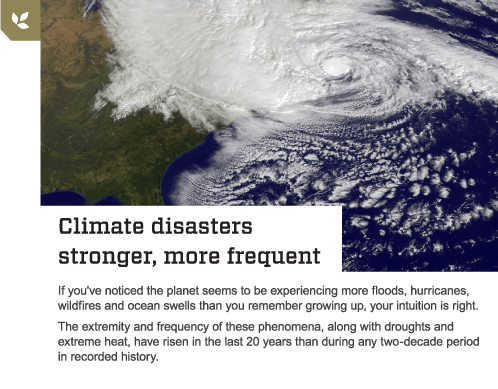 Climate disasters
stronger, more frequent
If you've noticed the planet seems to be experiencing more floods, hurricanes,
wildfires and ocean swells than you remember growing up, your intuition is right.
The extremity and frequency of these phenomena, along with droughts and
extreme heat, have risen in the last 20 years than during any two-decade period
in recorded history.